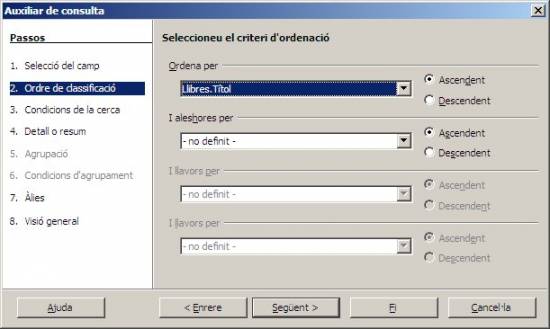 Auxiliar de consulta
Passos
1. Selecció del camp
2. Ordre de classificació
3. Condicions de la cerca
4. Detall o resum
5. Agrupació
6. Condicions d'agrupament
7. Àlies
8. Visió general
Seleccioneu el criteri d'ordenació
Ordena per
Llibres.Títol
Ascendent
Descendent
I aleshores per
- no definit -
Ascendent
Descendent
I llavors per
- no definit -
Ascendent
Descendent
I llavors per
- no definit -
Ascendent
Descendent
Ajuda
< Enrere
Següent >
Fi
Cancel·la